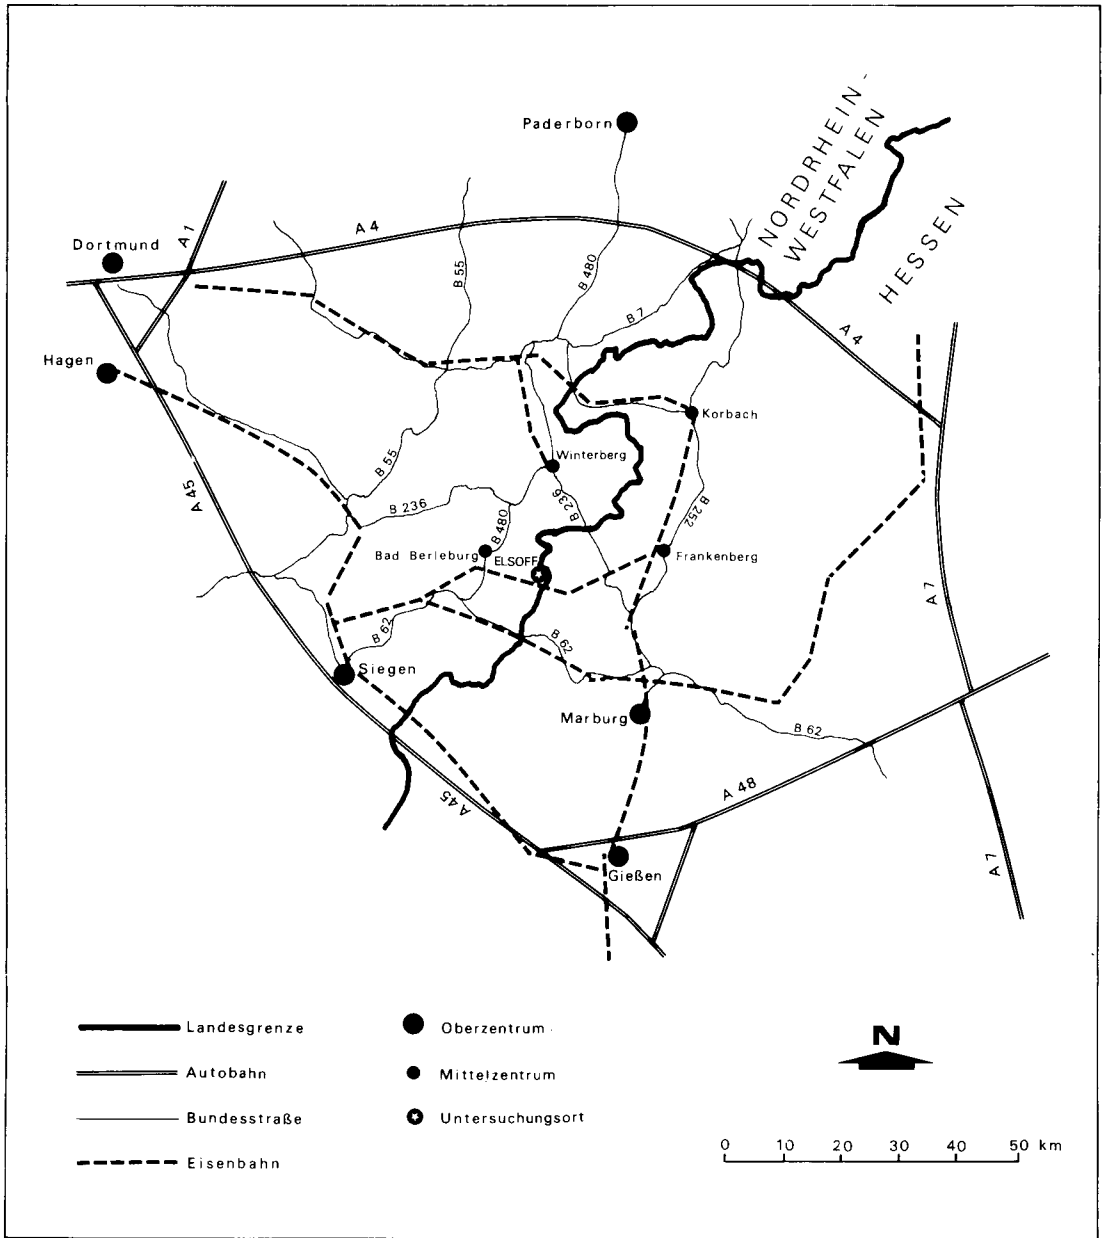 Paderborn
NORDRHEIN-
WESTFALEN
HESSEN
A 1
A 4
Dortmund
B 55
B 480
B 7
A 4
Hagen
Korbach
Winterberg
B 55
A 45
B 236
B 480
B 236
B 252
Bad Berleburg
ELSOFF
Frankenberg
A 7
B 62
B 62
Siegen
Marburg
B 62
A 48
A 45
Gießen
A 7
Landesgrenze
Autobahn
Bundesstraße
Eisenbahn
Oberzentrum
Mittelzentrum
Untersuchungsort
N
0 10 20 30 40 50 km